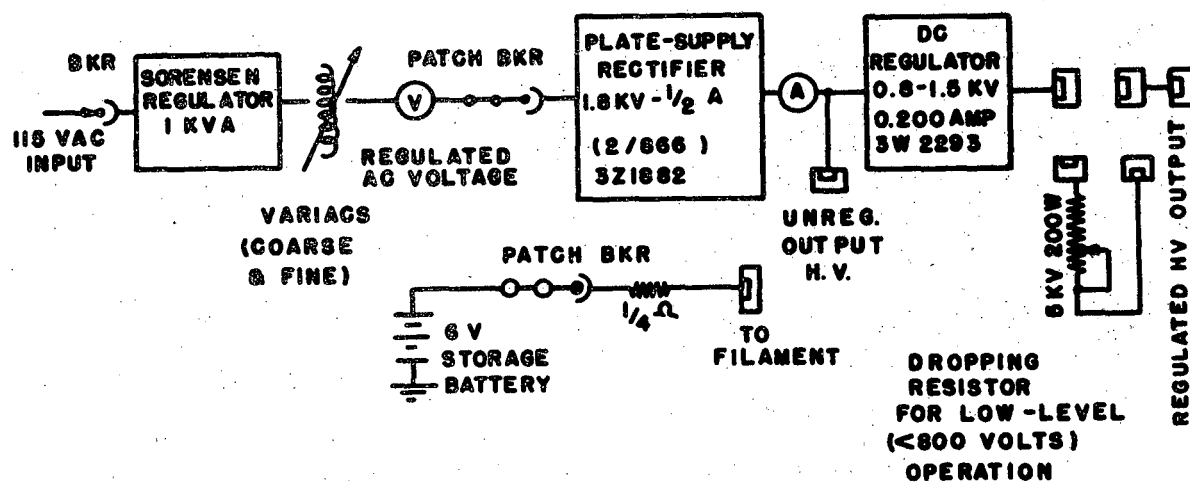 BKR
115 VAC
INPUT
SORENSEN
REGULATOR
1 KVA
VARIACS
(COARSE
& FINE)
V
REGULATED
AC VOLTAGE
PATCH BKR
PLATE-SUPPLY
RECTIFIER
1.8 KV - 1/2 A
(2/866)
3Z1882
A
UNREG.
OUTPUT
H.V.
DC
REGULATOR
0.8-1.5 KV
0.200 AMP
3W 2293
5KV 200W
REGULATED HV OUTPUT
PATCH BKR
6 V
STORAGE
BATTERY
1/4 Ω
TO
FILAMENT
DROPPING
RESISTOR
FOR LOW-LEVEL
(<800 VOLTS)
OPERATION